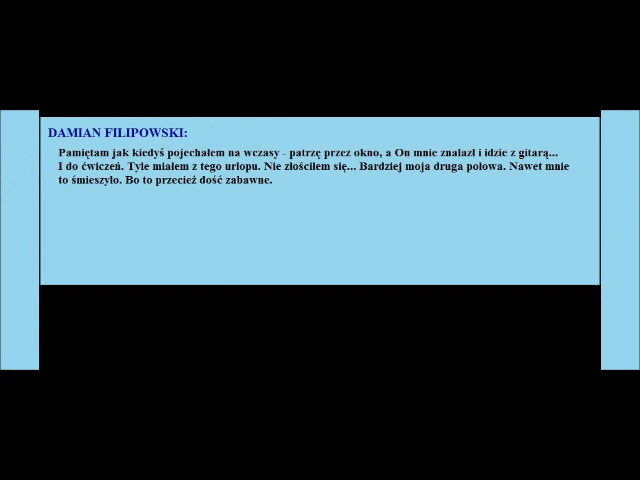 DAMIAN FILIPOWSKI:
Pamiętam jak kiedyś pojechałem na wczasy - patrzę przez okno, a On mnie znalazł i idzie z gitarą...
I do ćwiczeń. Tyle miałem z tego urlopu. Nie złościłem się... Bardziej moja druga połowa. Nawet mnie
to śmieszyło. Bo to przecież dość zabawne.